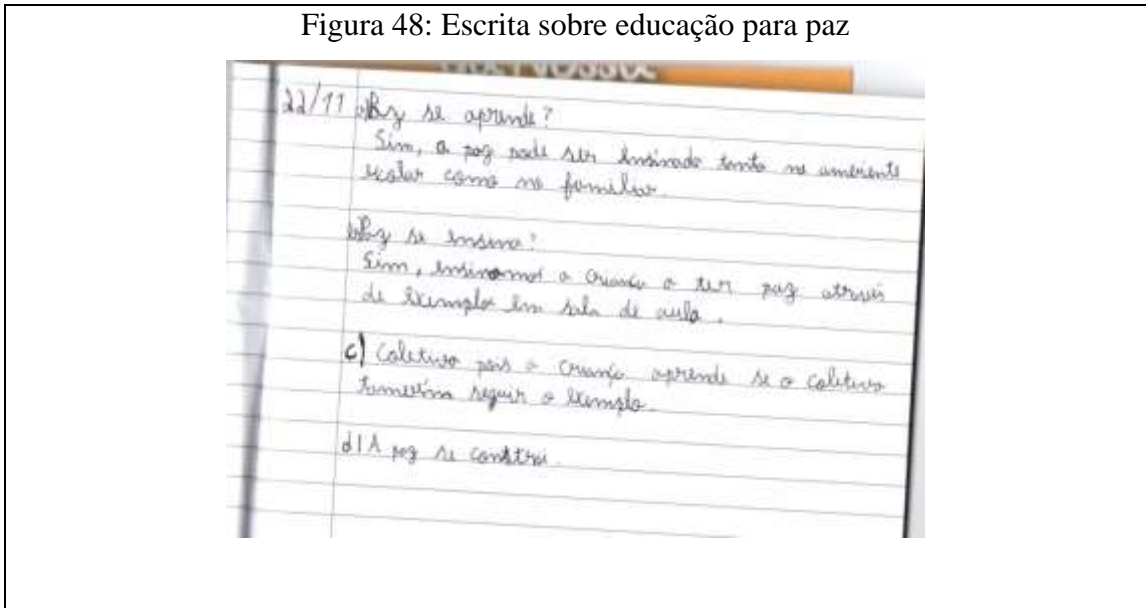 Figura 48: Escrita sobre educação para paz
22/11 a) Paz se aprende?
Sim, a paz pode ser ensinada tanto no ambiente
escolar como no familiar.
b) Paz se ensina?
Sim, ensinamos a criança a ter paz através
de exemplos em sala de aula.
c) Coletivo pois a criança aprende se o coletivo
também seguir o exemplo.
d) A paz se constrói.